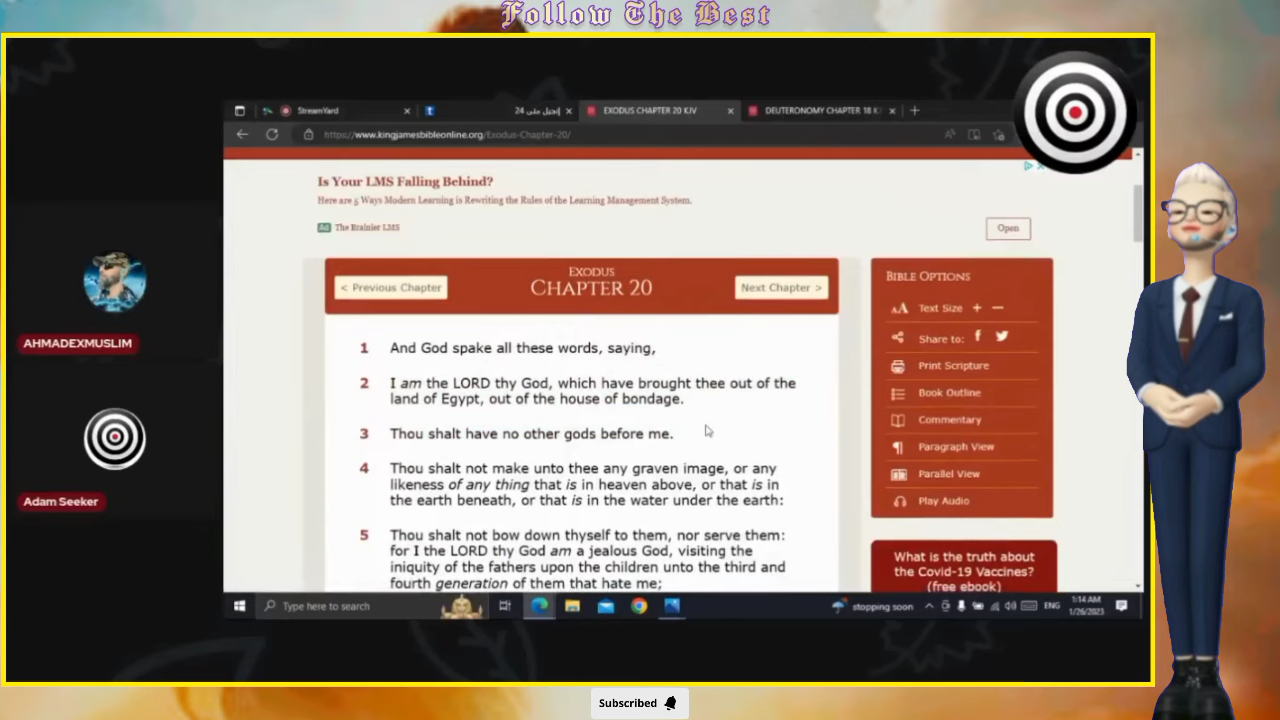 Follow The Best
StreamYard
إنجيل متى 24
EXODUS CHAPTER 20 KJV
DEUTERONOMY CHAPTER 18 K
https://www.kingjamesbibleonline.org/Exodus-Chapter-20/
Is Your LMS Falling Behind?
Here are 5 Ways Modern Learning is Rewriting the Rules of the Learning Management System.
Ad The Brainier LMS
Open
< Previous Chapter
EXODUS
CHAPTER 20
Next Chapter >
1 And God spake all these words, saying,
2 I am the LORD thy God, which have brought thee out of the
land of Egypt, out of the house of bondage.
3 Thou shalt have no other gods before me.
4 Thou shalt not make unto thee any graven image, or any
likeness of any thing that is in heaven above, or that is in
the earth beneath, or that is in the water under the earth:
5 Thou shalt not bow down thyself to them, nor serve them:
for I the LORD thy God am a jealous God, visiting the
iniquity of the fathers upon the children unto the third and
fourth generation of them that hate me;
BIBLE OPTIONS
AA Text Size + −
Share to:
Print Scripture
Book Outline
Commentary
Paragraph View
Parallel View
Play Audio
What is the truth about
the Covid-19 Vaccines?
(free ebook)
AHMADEXMUSLIM
Adam Seeker
Type here to search
stopping soon
ENG
1:14 AM
1/26/2023
Subscribed